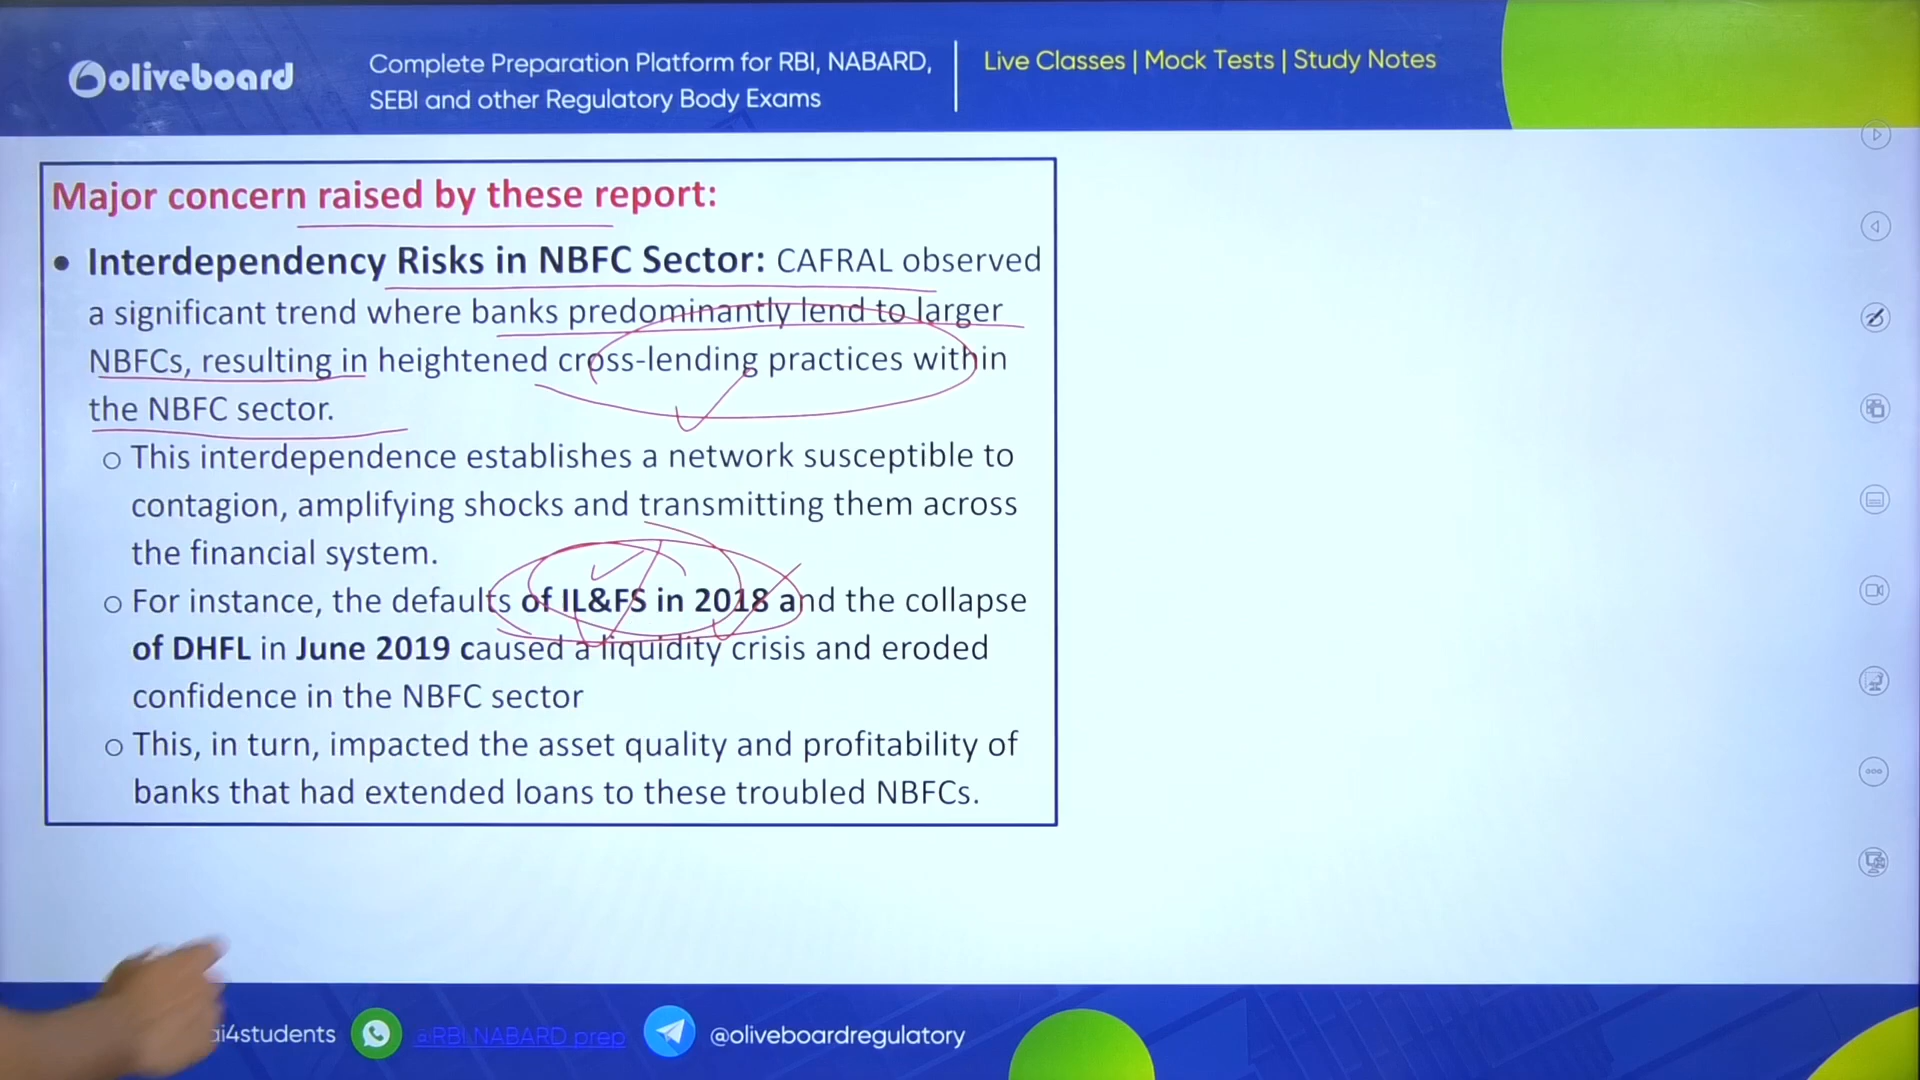 oliveboard
Complete Preparation Platform for RBI, NABARD,
SEBI and other Regulatory Body Exams
Live Classes | Mock Tests | Study Notes
Major concern raised by these report:
• Interdependency Risks in NBFC Sector: CAFRAL observed
a significant trend where banks predominantly lend to larger
NBFCs, resulting in heightened cross-lending practices within
the NBFC sector.
o This interdependence establishes a network susceptible to
contagion, amplifying shocks and transmitting them across
the financial system.
o For instance, the defaults of IL&FS in 2018 and the collapse
of DHFL in June 2019 caused a liquidity crisis and eroded
confidence in the NBFC sector
o This, in turn, impacted the asset quality and profitability of
banks that had extended loans to these troubled NBFCs.
ai4students
@RBI NABARD prep
@oliveboardregulatory